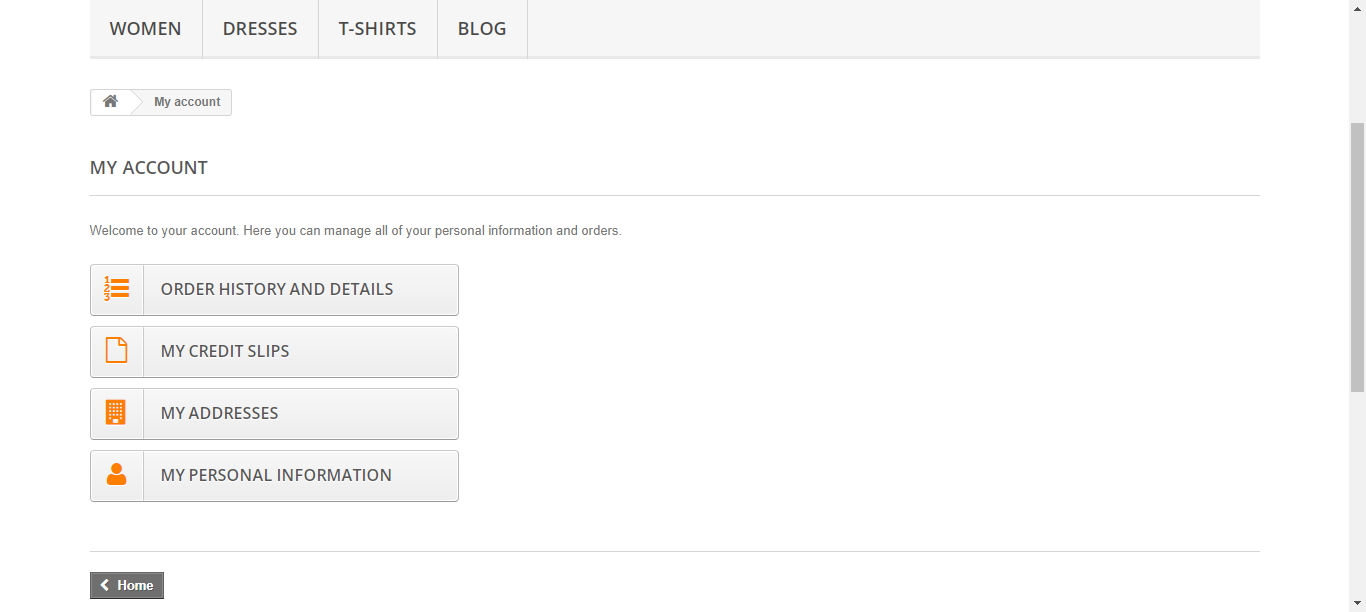 WOMEN DRESSES T-SHIRTS BLOG
My account
MY ACCOUNT
Welcome to your account. Here you can manage all of your personal information and orders.
ORDER HISTORY AND DETAILS
MY CREDIT SLIPS
MY ADDRESSES
MY PERSONAL INFORMATION
Home